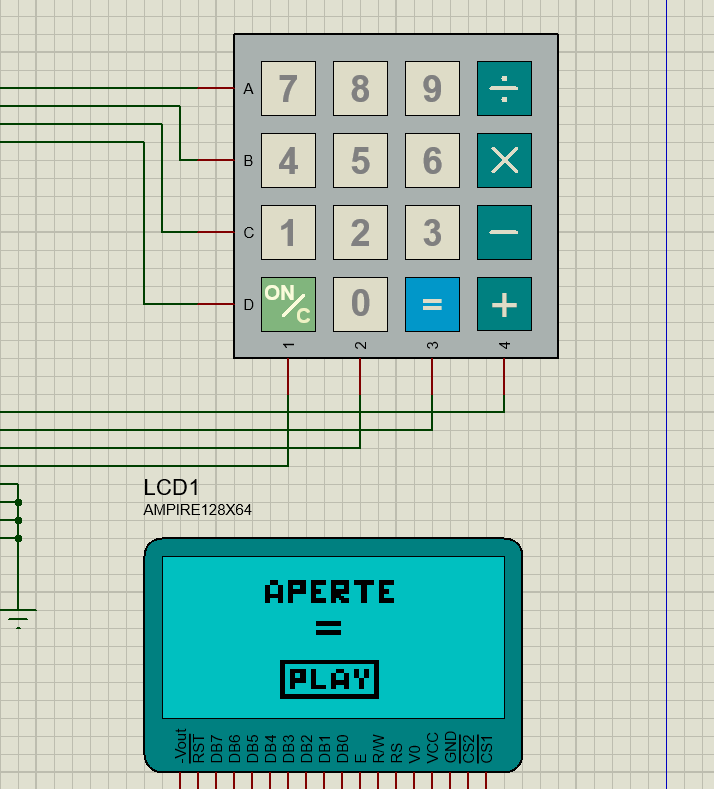 A 7 8 9 ÷
B 4 5 6 ×
C 1 2 3 −
D ON/C 0 = +
1 2 3 4
LCD1
AMPIRE128X64
APERTE
=
PLAY
-Vout RST DB7 DB6 DB5 DB4 DB3 DB2 DB1 DB0 E R/W RS V0 VCC GND CS2 CS1